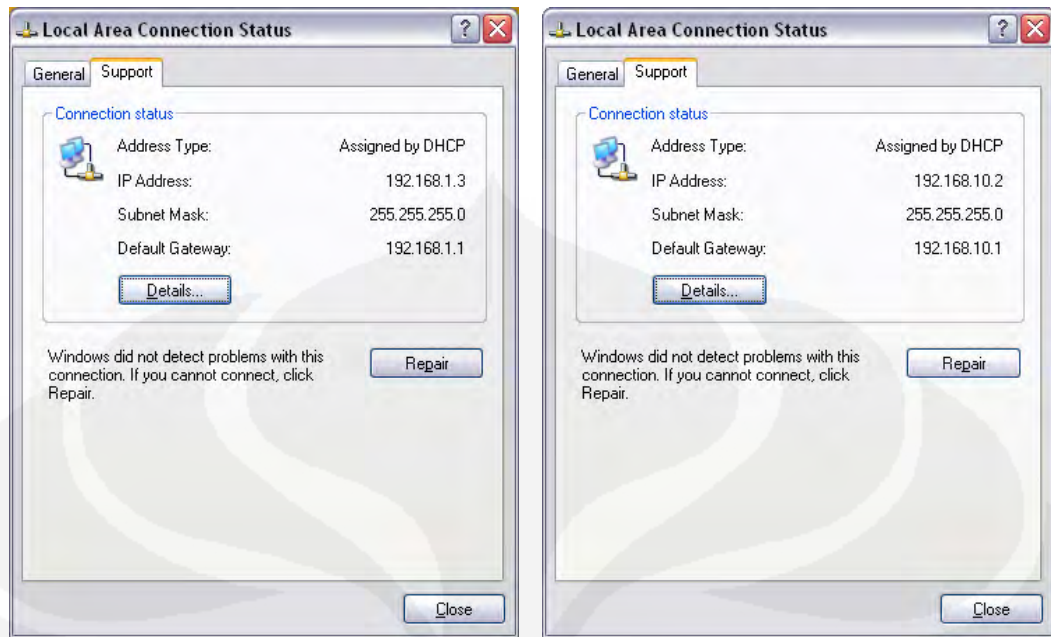 Local Area Connection Status
General Support
Connection status
Address Type: Assigned by DHCP
IP Address: 192.168.1.3
Subnet Mask: 255.255.255.0
Default Gateway: 192.168.1.1
Details...
Windows did not detect problems with this
connection. If you cannot connect, click
Repair.
Repair
Close
Local Area Connection Status
General Support
Connection status
Address Type: Assigned by DHCP
IP Address: 192.168.10.2
Subnet Mask: 255.255.255.0
Default Gateway: 192.168.10.1
Details...
Windows did not detect problems with this
connection. If you cannot connect, click
Repair.
Repair
Close